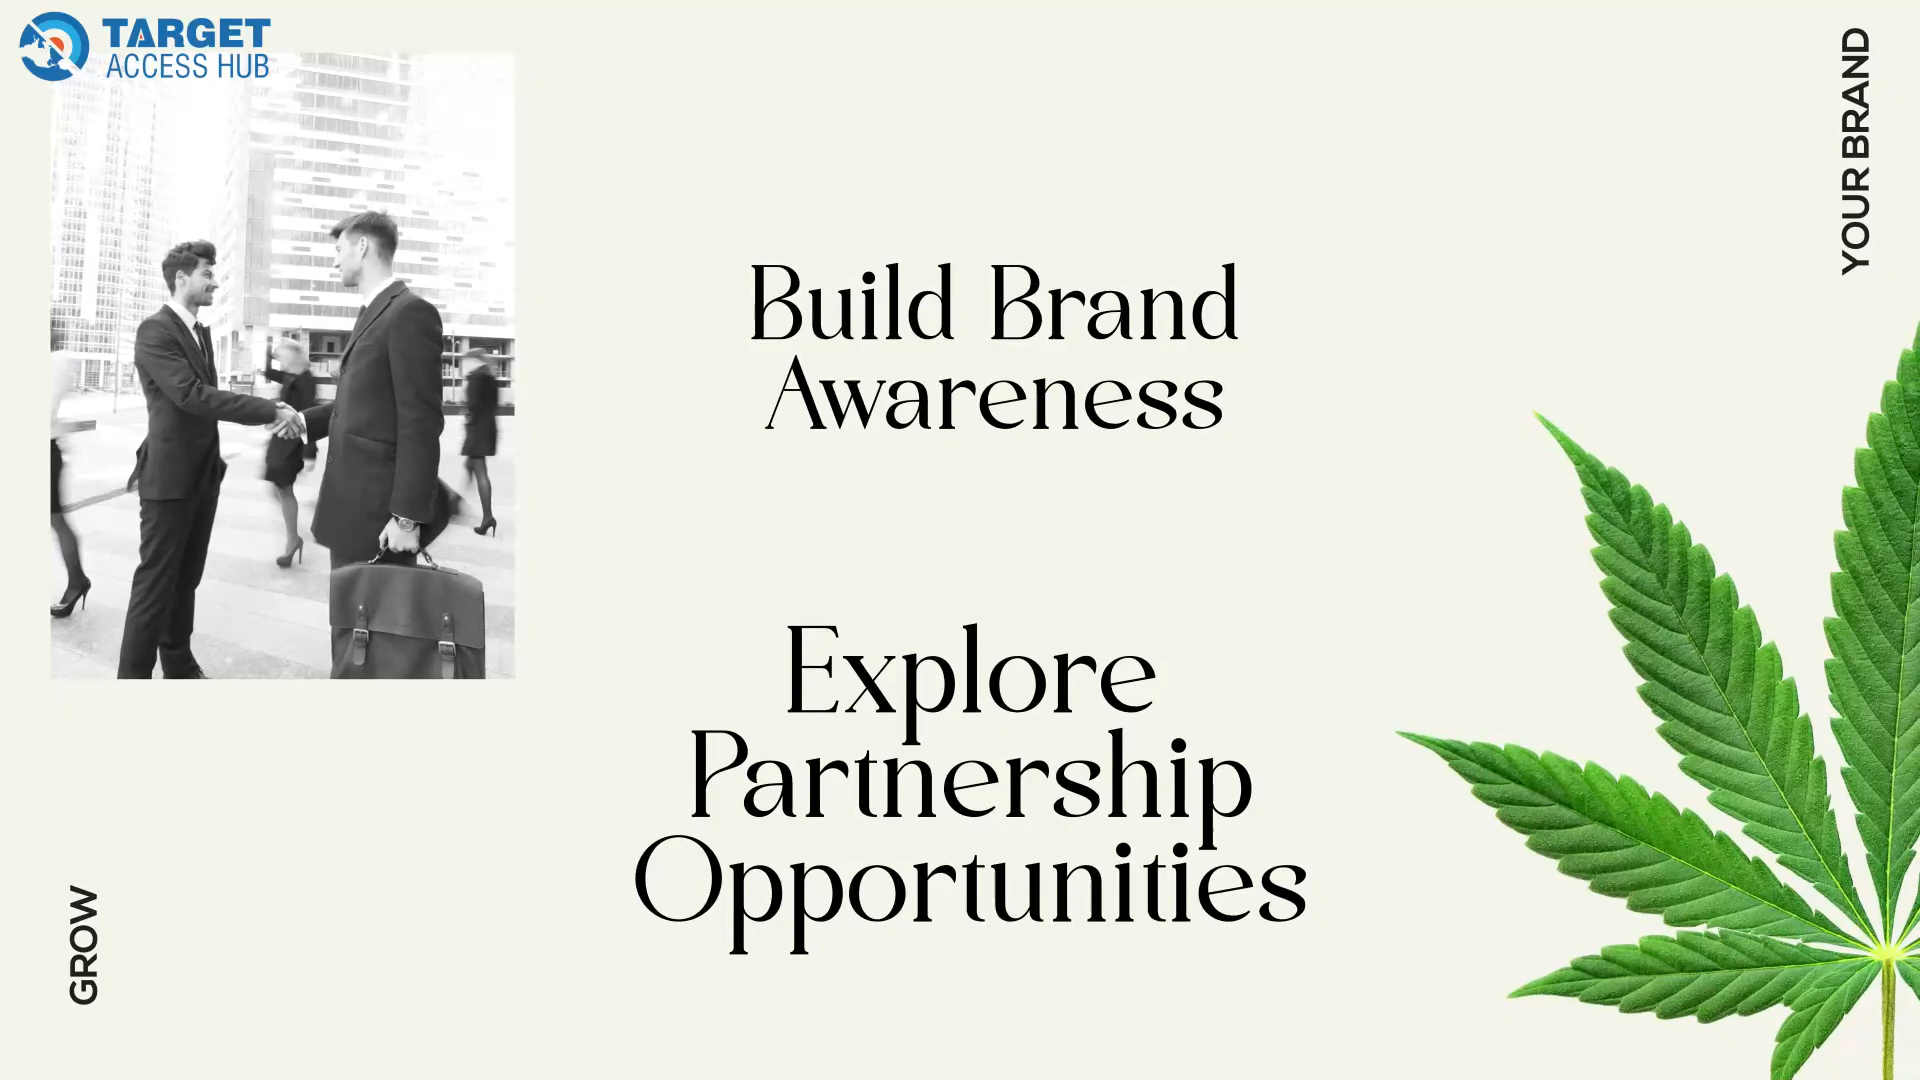 TARGET
ACCESS HUB
YOUR BRAND
Build Brand
Awareness
Explore
Partnership
Opportunities
GROW